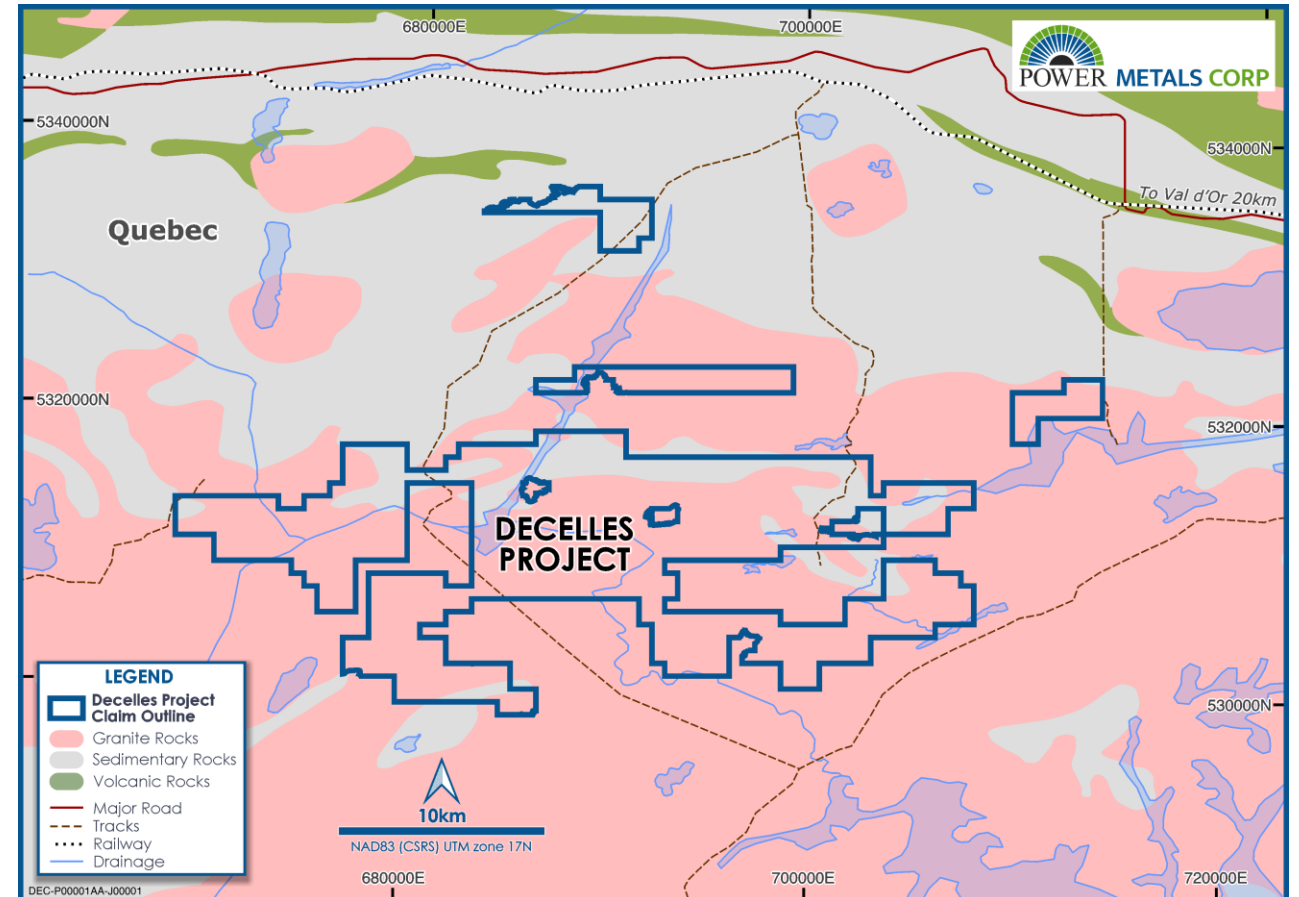 680000E
700000E
POWER METALS CORP
5340000N
534000N
To Val d'Or 20km
Quebec
5320000N
532000N
DECELLES
PROJECT
530000N
LEGEND
Decelles Project
Claim Outline
Granite Rocks
Sedimentary Rocks
Volcanic Rocks
Major Road
Tracks
Railway
Drainage
10km
NAD83 (CSRS) UTM zone 17N
680000E
700000E
720000E
DEC-P00001AA-J00001